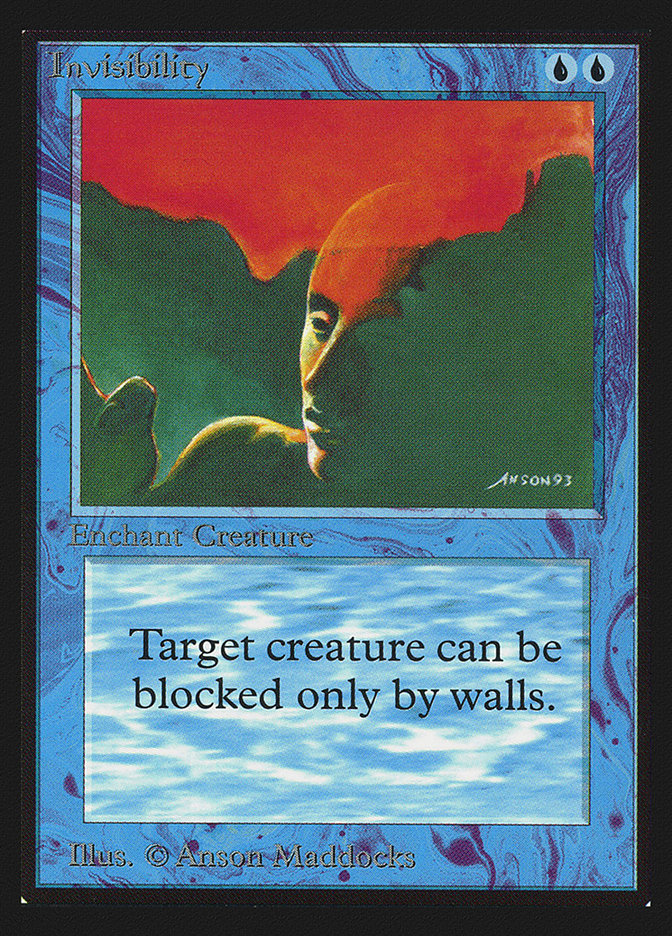 Invisibility
ANSON93
Enchant Creature
Target creature can be
blocked only by walls.
Illus. © Anson Maddocks